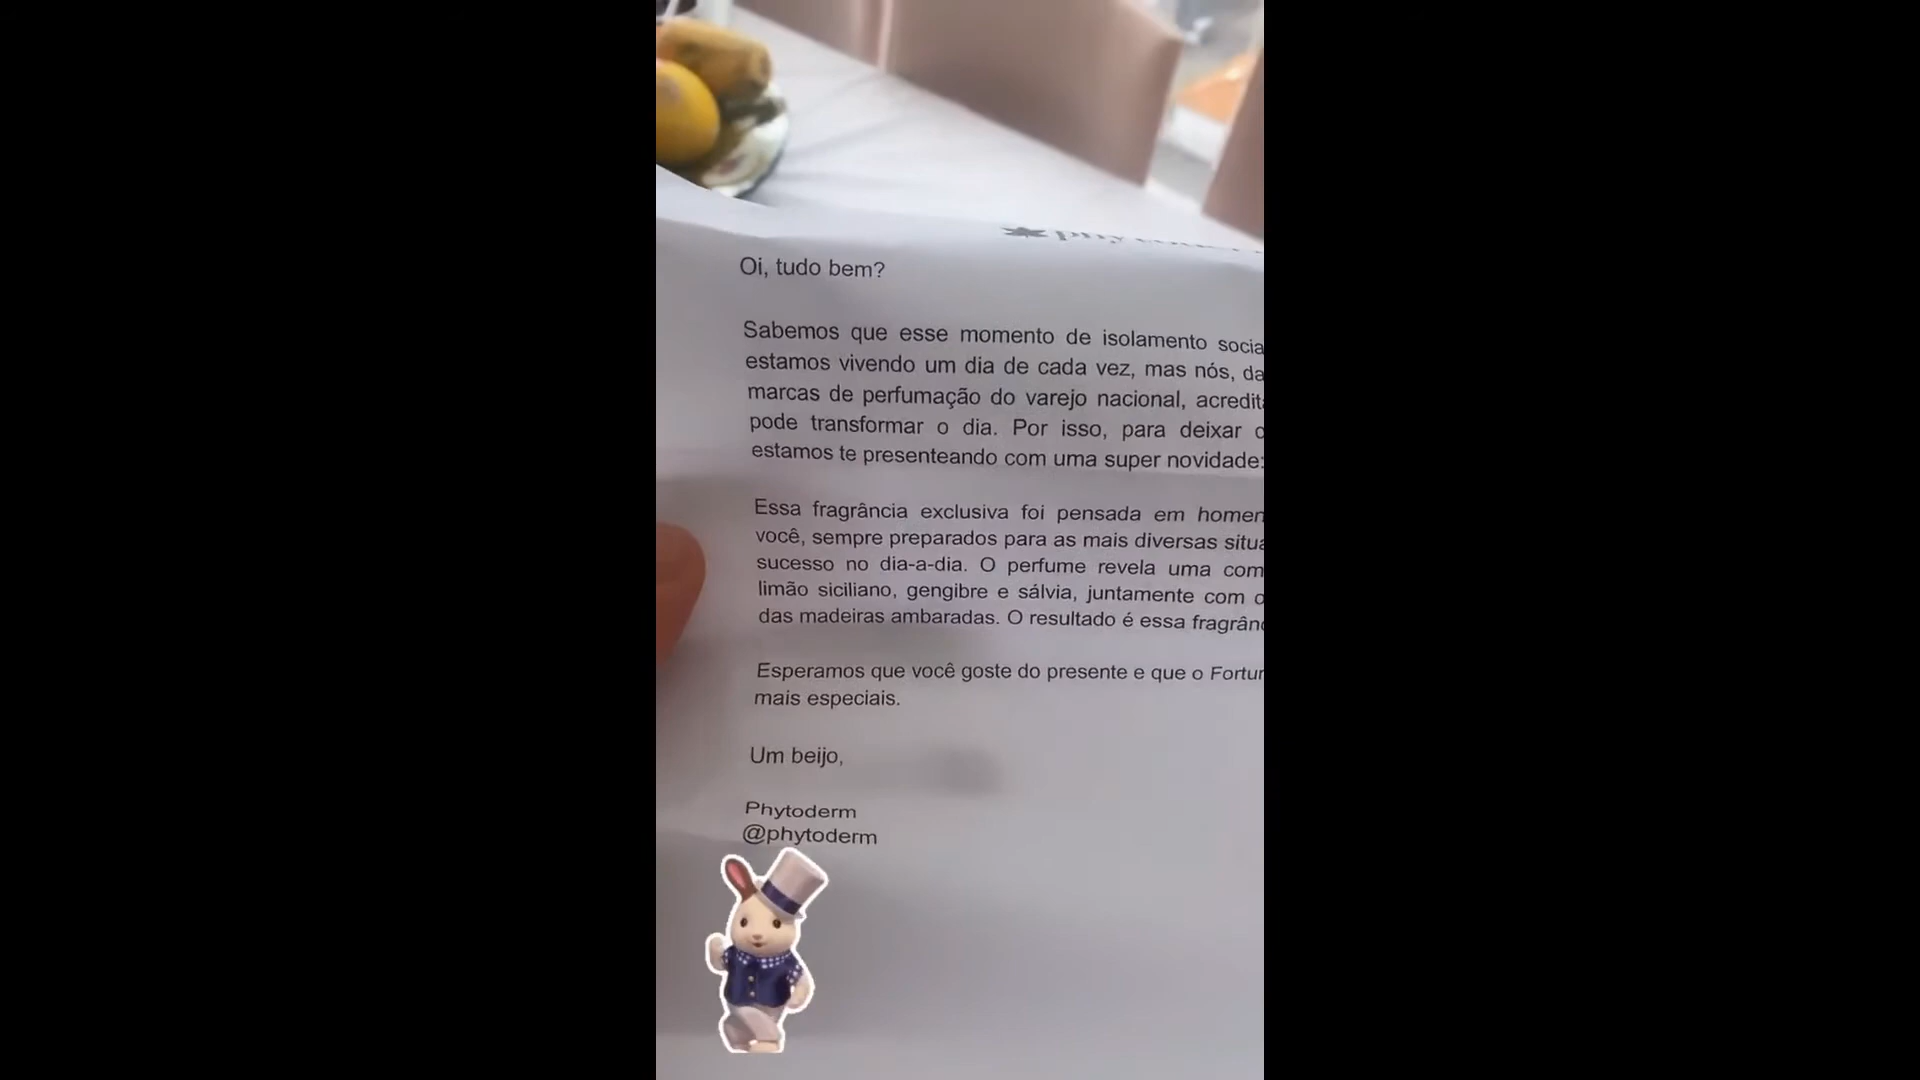 Oi, tudo bem?
Sabemos que esse momento de isolamento socia
estamos vivendo um dia de cada vez, mas nós, da
marcas de perfumação do varejo nacional, acredit
pode transformar o dia. Por isso, para deixar o
estamos te presenteando com uma super novidade:
Essa fragrância exclusiva foi pensada em homen
você, sempre preparados para as mais diversas situa
sucesso no dia-a-dia. O perfume revela uma com
limão siciliano, gengibre e sálvia, juntamente com o
das madeiras ambaradas. O resultado é essa fragrânc
Esperamos que você goste do presente e que o Fortun
mais especiais.
Um beijo,
Phytoderm
@phytoderm